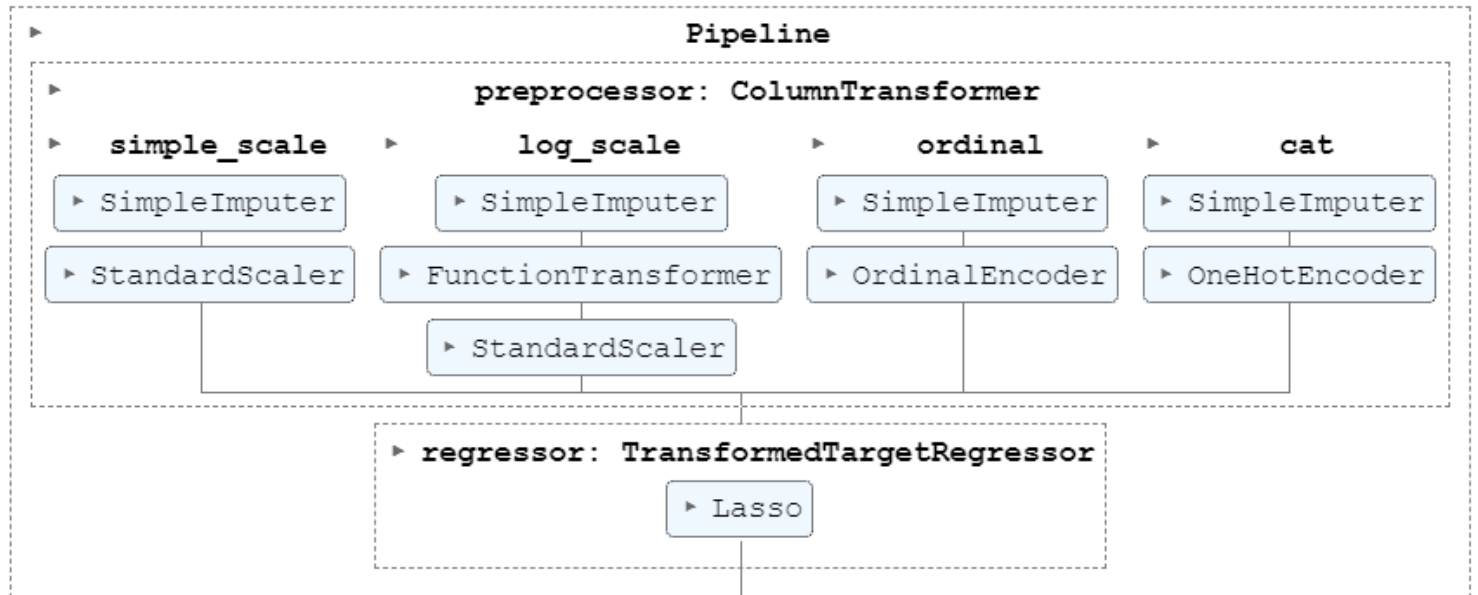 Pipeline
preprocessor: ColumnTransformer
simple_scale log_scale ordinal cat
SimpleImputer SimpleImputer SimpleImputer SimpleImputer
StandardScaler FunctionTransformer OrdinalEncoder OneHotEncoder
StandardScaler
regressor: TransformedTargetRegressor
Lasso